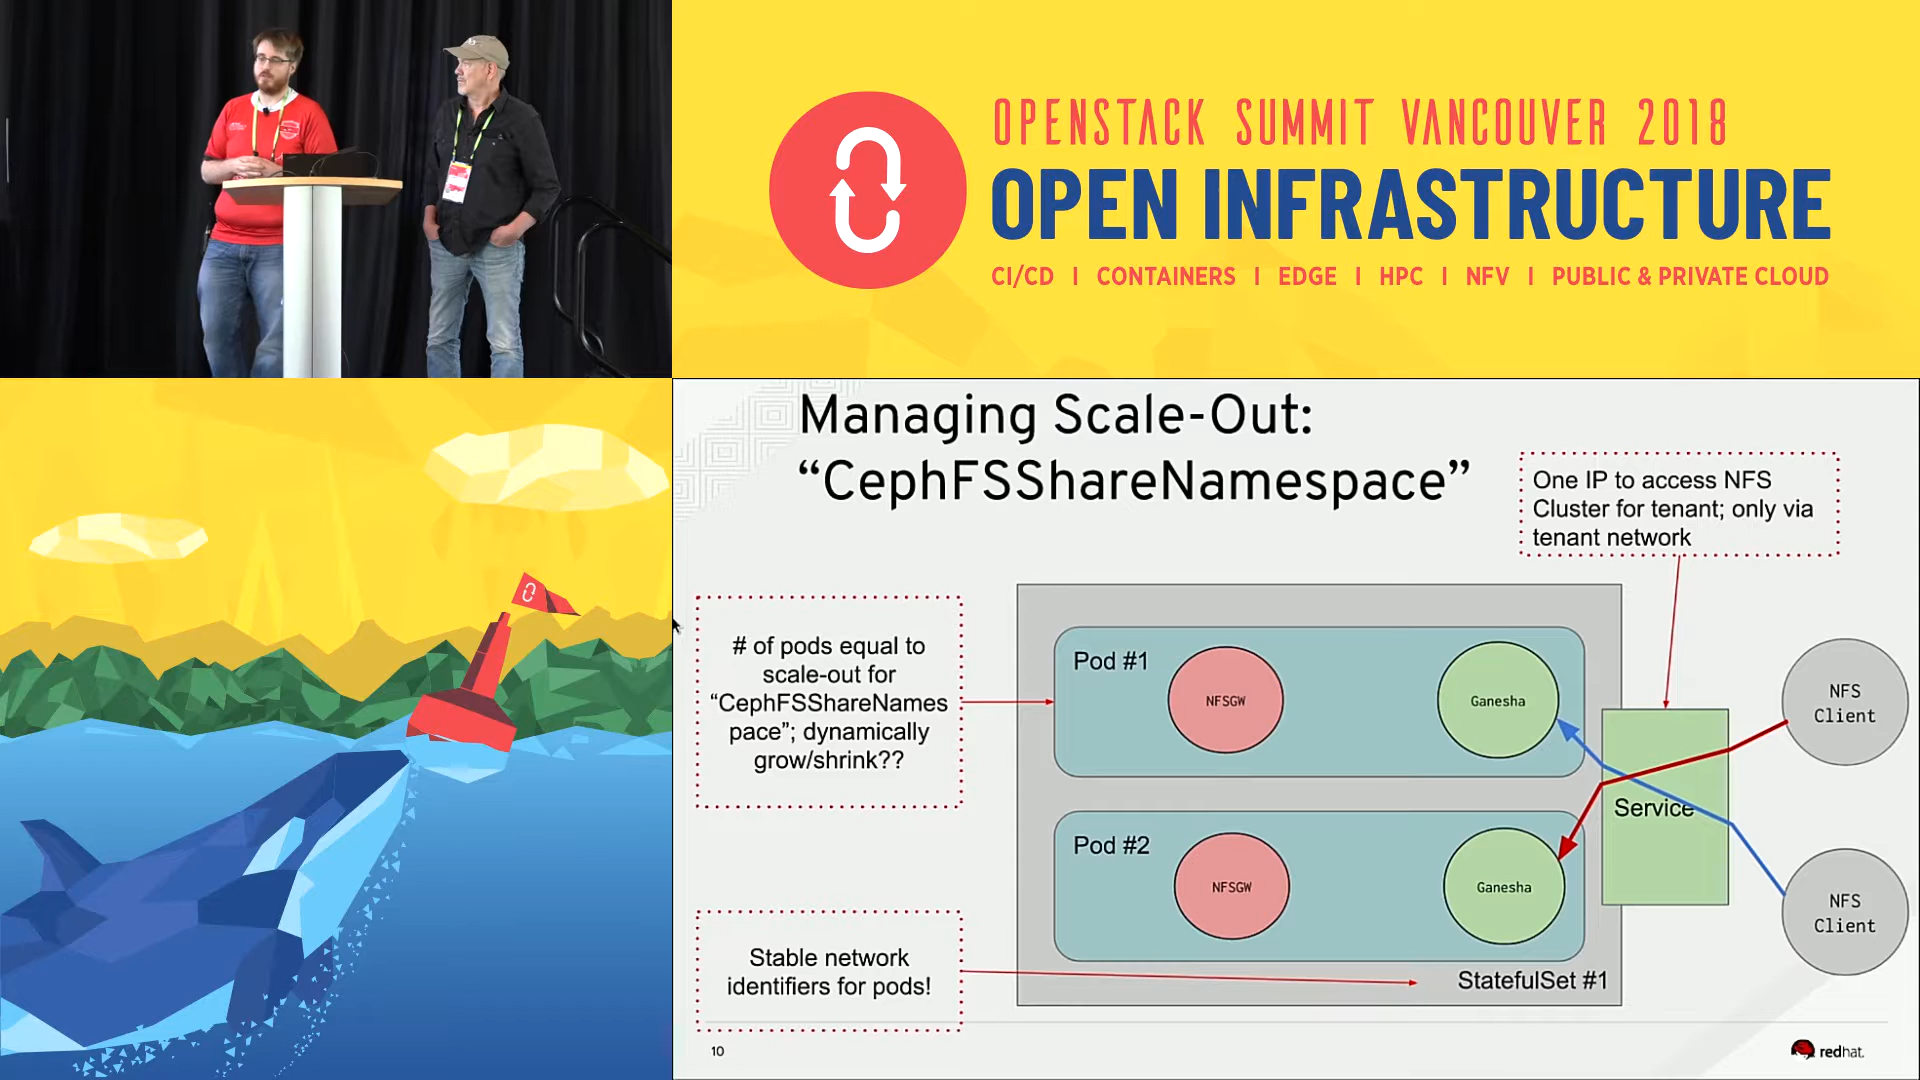 OPENSTACK SUMMIT VANCOUVER 2018
OPEN INFRASTRUCTURE
CI/CD | CONTAINERS | EDGE | HPC | NFV | PUBLIC & PRIVATE CLOUD
Managing Scale-Out:
“CephFSShareNamespace”
One IP to access NFS
Cluster for tenant; only via
tenant network
# of pods equal to
scale-out for
“CephFSShareNames
pace”; dynamically
grow/shrink??
Pod #1
NFSGW
Ganesha
NFS
Client
Service
Pod #2
NFSGW
Ganesha
NFS
Client
Stable network
identifiers for pods!
StatefulSet #1
10
redhat.